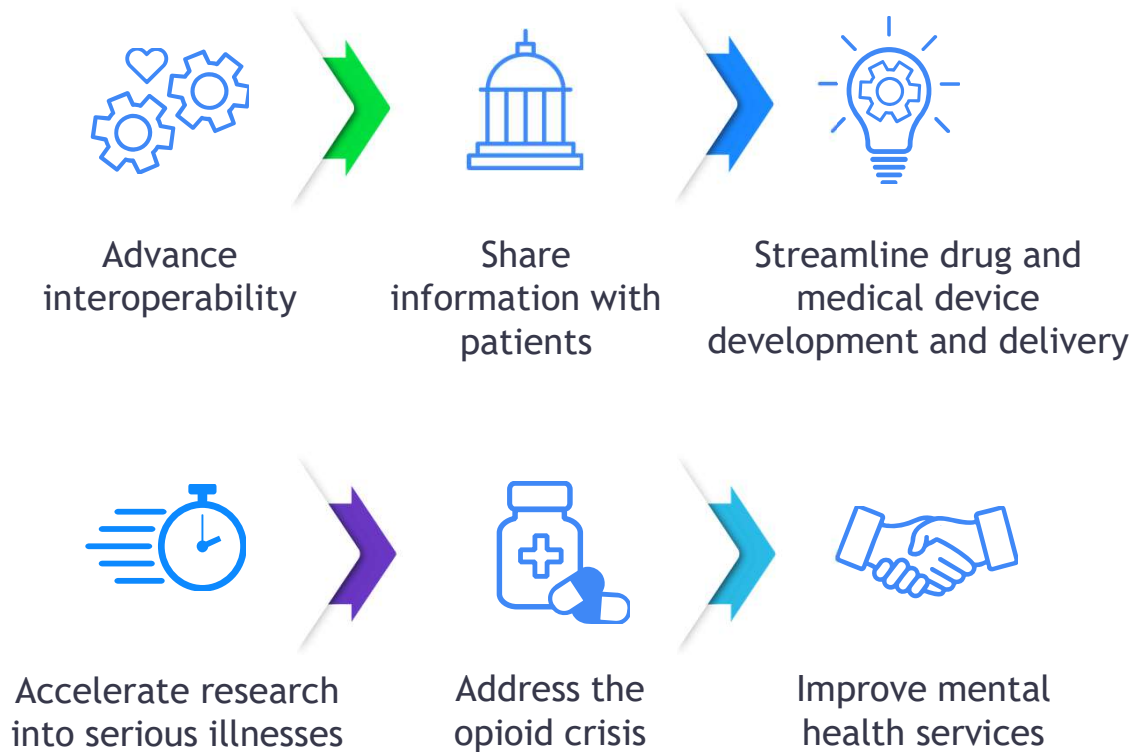 Advance
interoperability
Share
information with
patients
Streamline drug and
medical device
development and delivery
Accelerate research
into serious illnesses
Address the
opioid crisis
Improve mental
health services